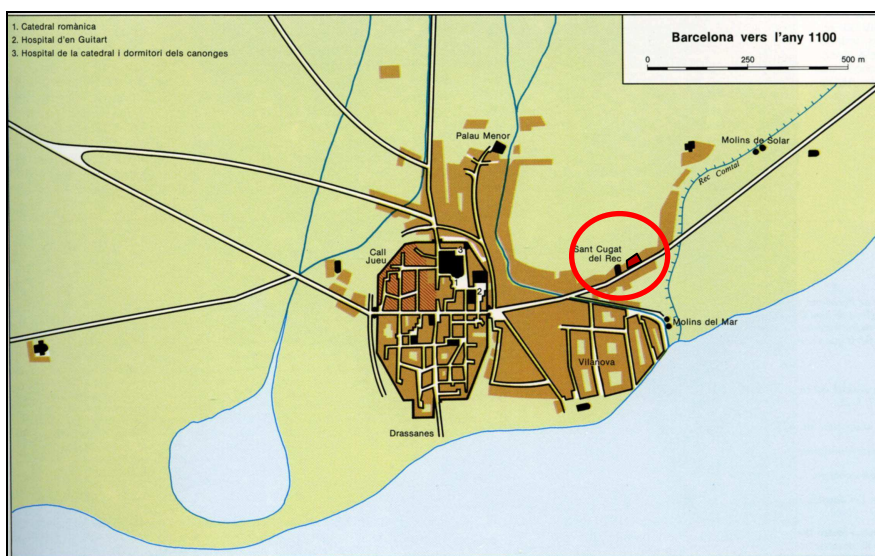 1. Catedral romànica
2. Hospital d'en Guitart
3. Hospital de la catedral i dormitori dels canonges
Barcelona vers l'any 1100
0 250 500 m
Palau Menor
Molins de Solar
Rec Comtal
Sant Cugat
del Rec
Call
Jueu
3
1
2
Molins del Mar
Vilanova
Drassanes